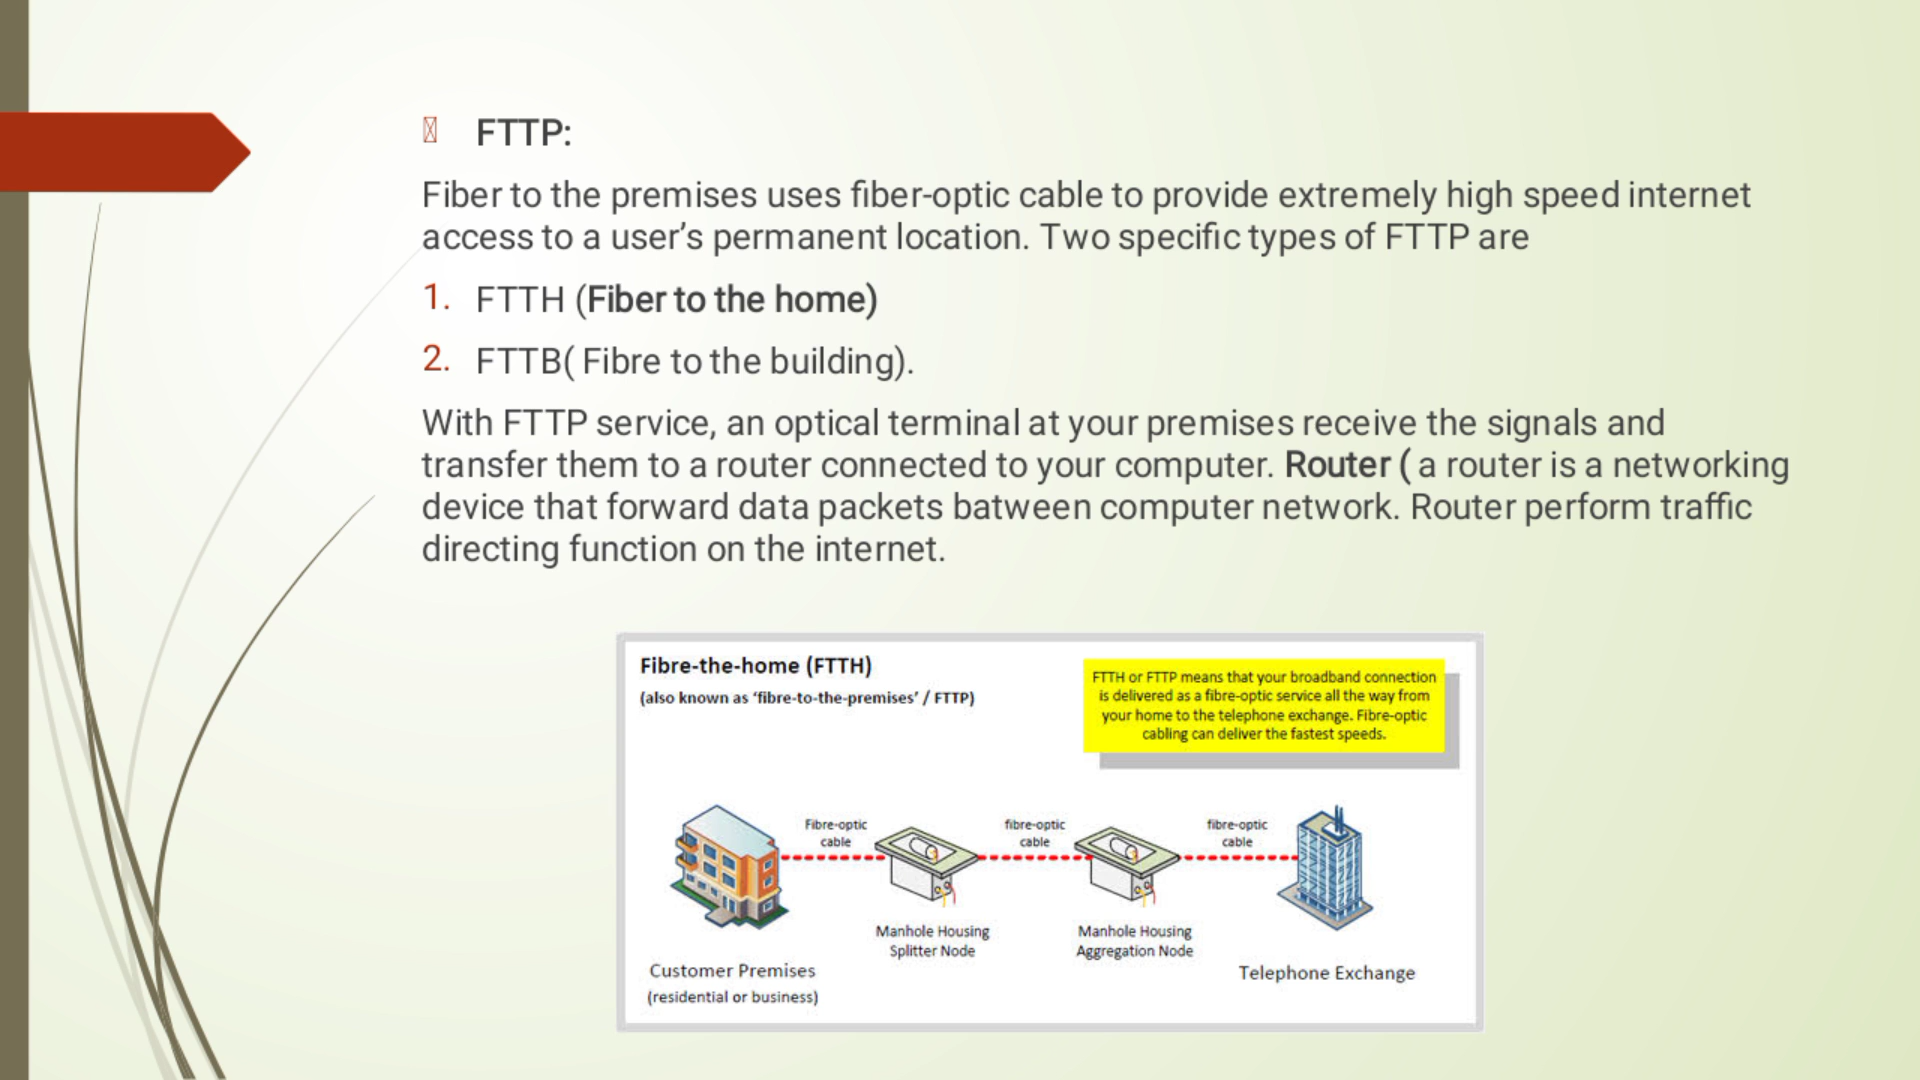 FTTP:
Fiber to the premises uses fiber-optic cable to provide extremely high speed internet
access to a user’s permanent location. Two specific types of FTTP are
1. FTTH (Fiber to the home)
2. FTTB( Fibre to the building).
With FTTP service, an optical terminal at your premises receive the signals and
transfer them to a router connected to your computer. Router ( a router is a networking
device that forward data packets batween computer network. Router perform traffic
directing function on the internet.
Fibre-the-home (FTTH)
(also known as ‘fibre-to-the-premises’ / FTTP)
FTTH or FTTP means that your broadband connection
is delivered as a fibre-optic service all the way from
your home to the telephone exchange. Fibre-optic
cabling can deliver the fastest speeds.
Fibre-optic
cable
fibre-optic
cable
fibre-optic
cable
Manhole Housing
Splitter Node
Manhole Housing
Aggregation Node
Customer Premises
(residential or business)
Telephone Exchange